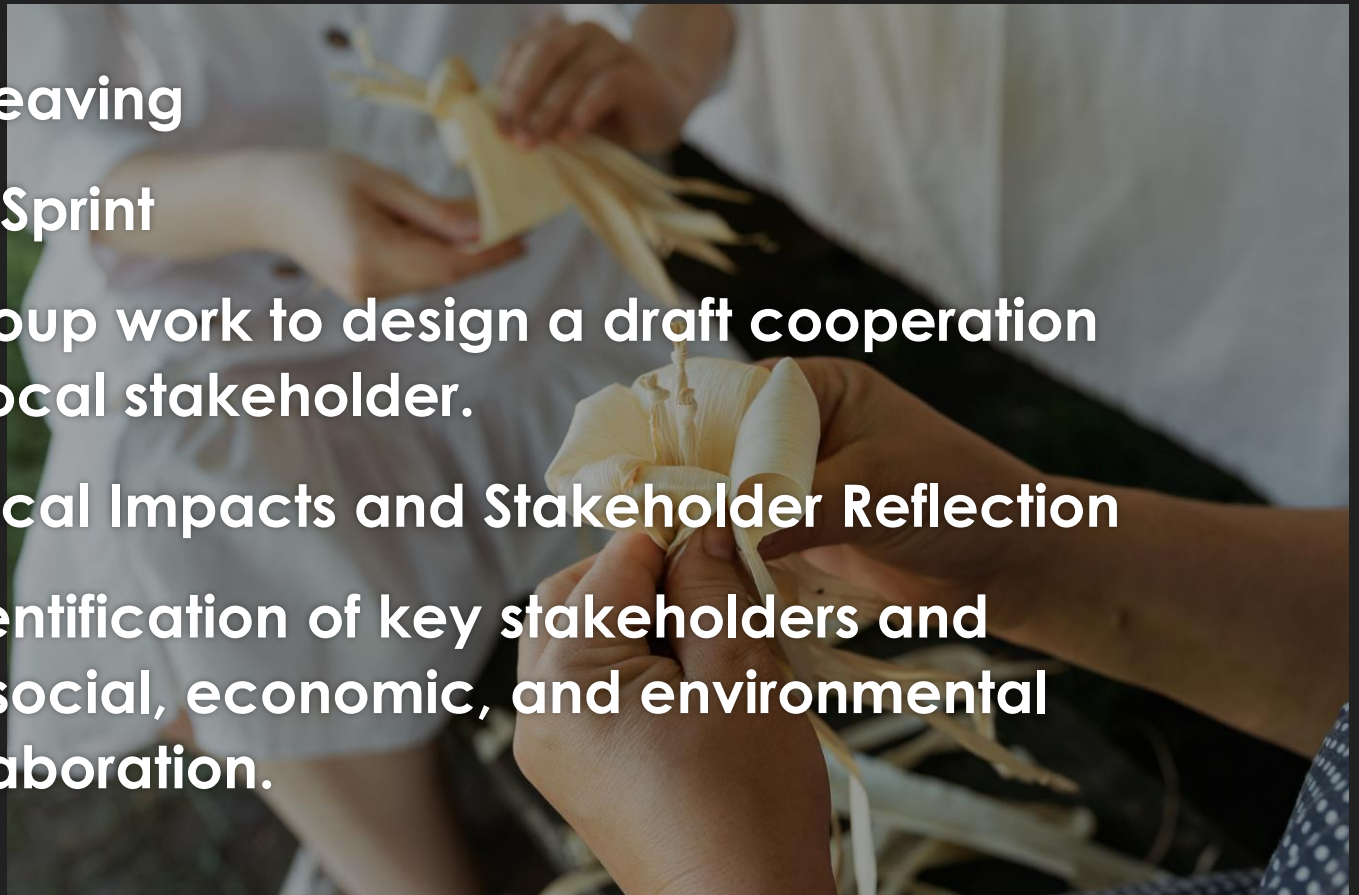 eaving
Sprint
oup work to design a draft cooperation
ocal stakeholder.
cal Impacts and Stakeholder Reflection
entification of key stakeholders and
social, economic, and environmental
aboration.